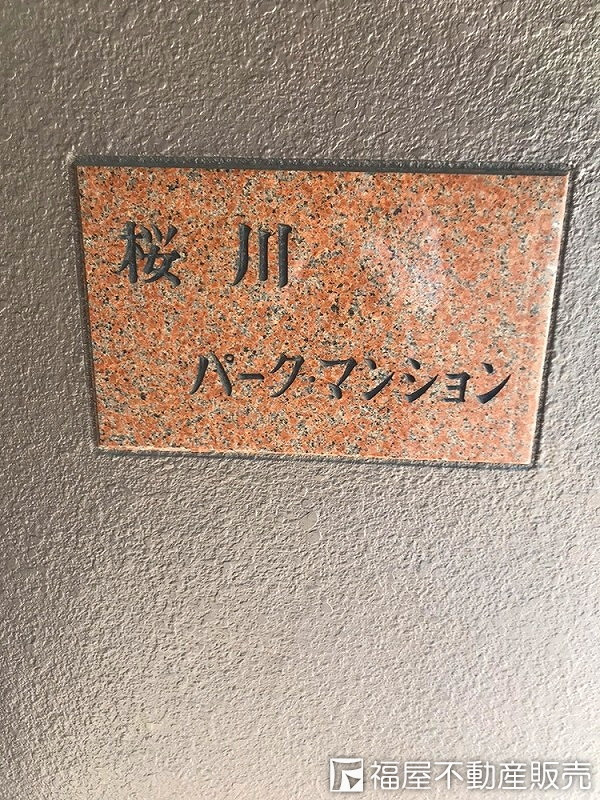 桜川
パークマンション
福屋不動産販売